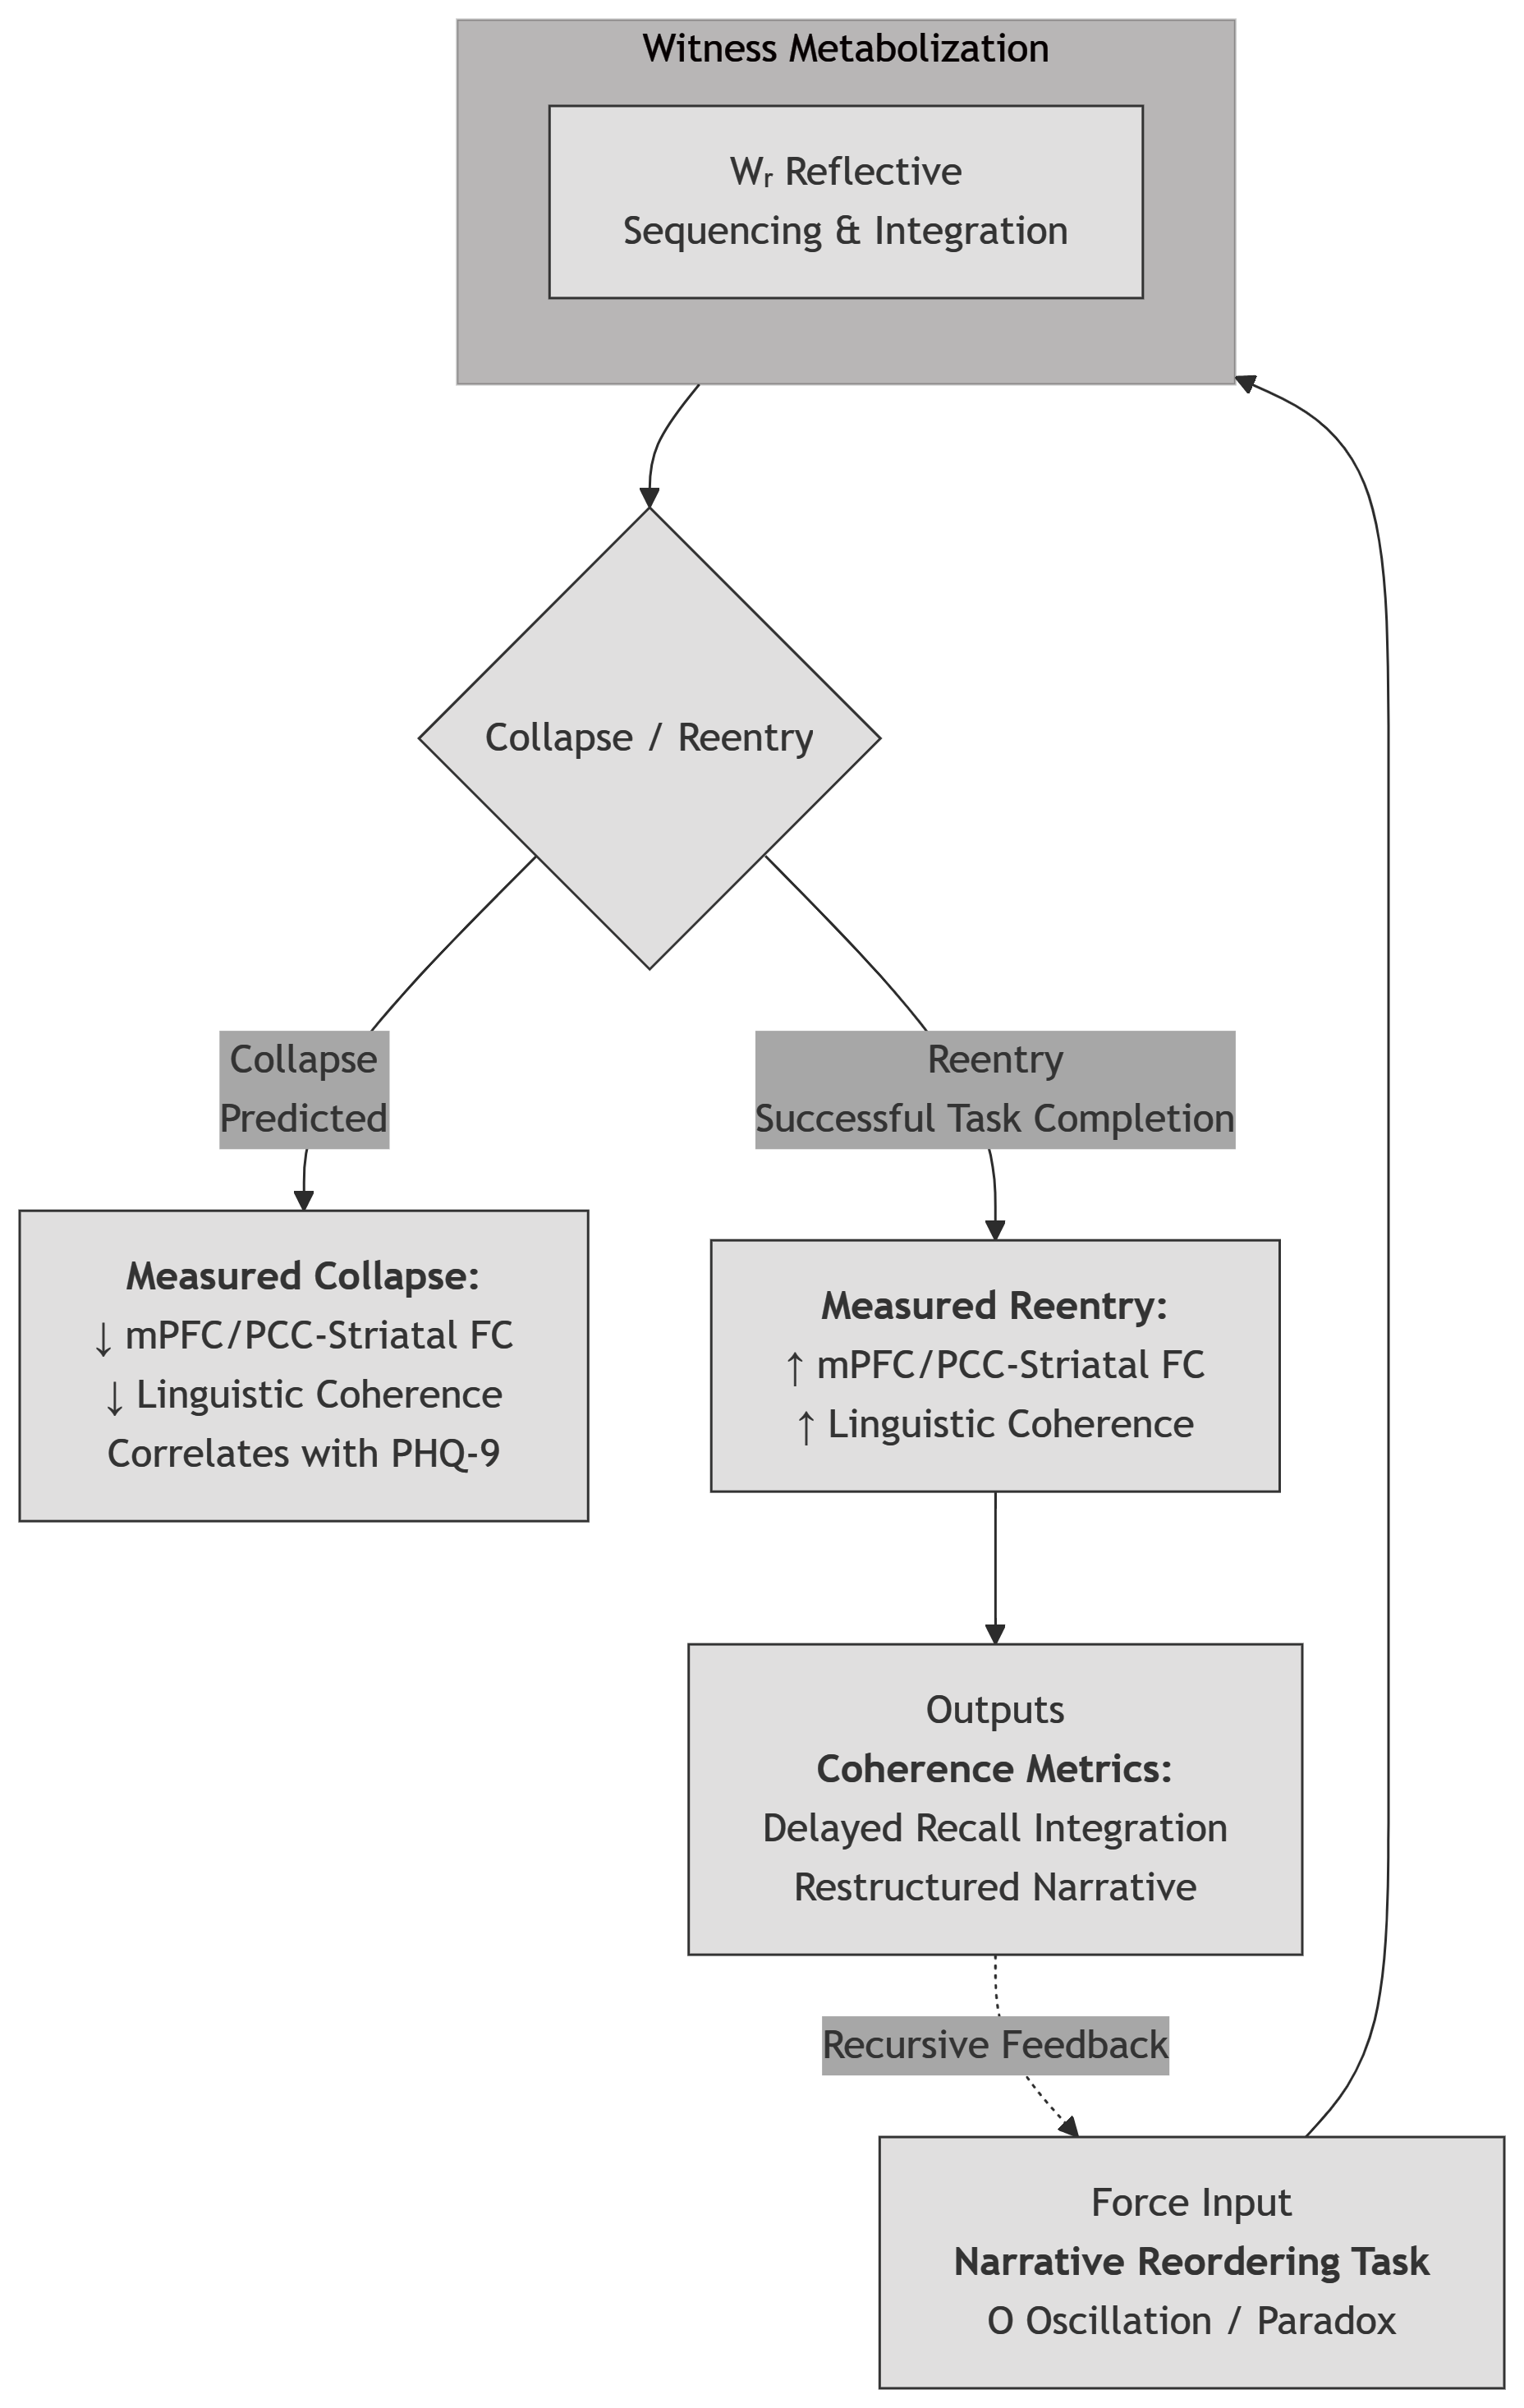 Witness Metabolization
Wᵣ Reflective
Sequencing & Integration
Collapse / Reentry
Collapse
Predicted
Reentry
Successful Task Completion
Measured Collapse:
↓ mPFC/PCC-Striatal FC
↓ Linguistic Coherence
Correlates with PHQ-9
Measured Reentry:
↑ mPFC/PCC-Striatal FC
↑ Linguistic Coherence
Outputs
Coherence Metrics:
Delayed Recall Integration
Restructured Narrative
Recursive Feedback
Force Input
Narrative Reordering Task
O Oscillation / Paradox